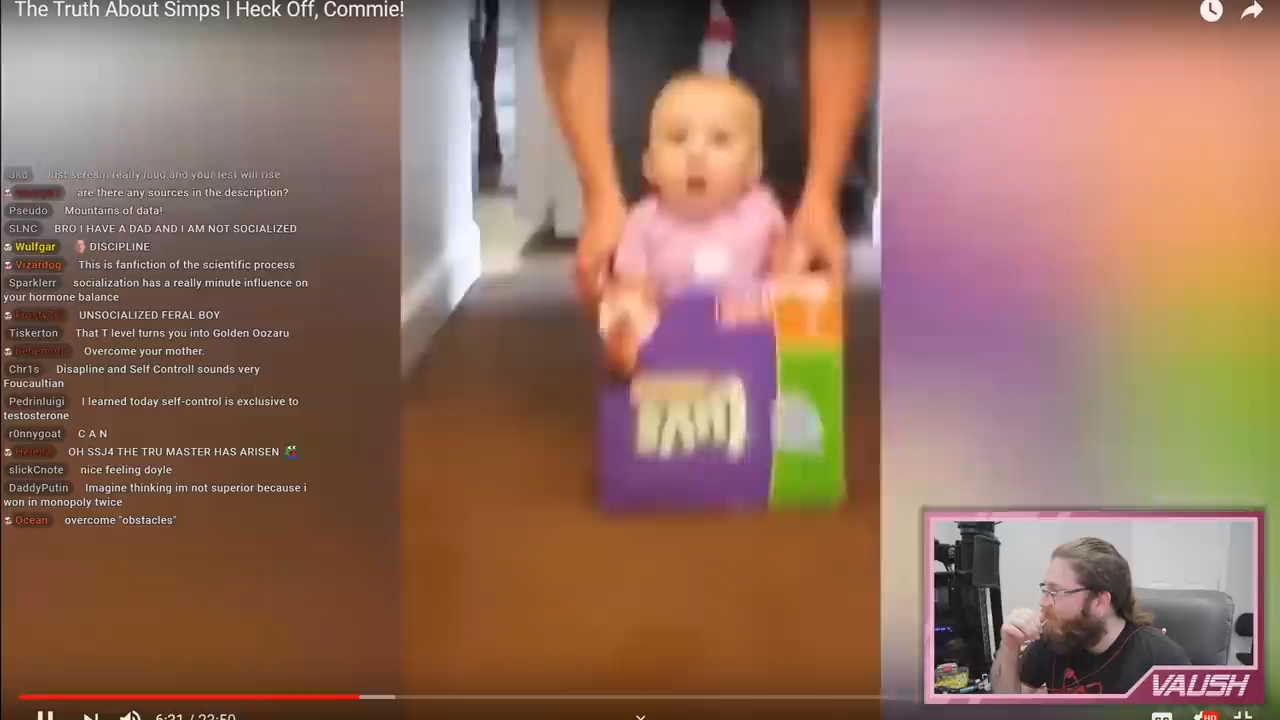 The Truth About Simps | Heck Off, Commie!
Jad just scream really loud and your test will rise
are there any sources in the description?
Pseudo Mountains of data!
SLNC BRO I HAVE A DAD AND I AM NOT SOCIALIZED
Wulfgar DISCIPLINE
Vizardog This is fanfiction of the scientific process
Sparklerr socialization has a really minute influence on
your hormone balance
UNSOCIALIZED FERAL BOY
Tiskerton That T level turns you into Golden Oozaru
Overcome your mother.
Chr1s Disapline and Self Controll sounds very
Foucaultian
Pedrinluigi I learned today self-control is exclusive to
testosterone
r0nnygoat C A N
Helena OH SSJ4 THE TRU MASTER HAS ARISEN
slickCnote nice feeling doyle
DaddyPutin Imagine thinking im not superior because i
won in monopoly twice
Ocean overcome "obstacles"
VAUSH
6:31 / 22:50
HD